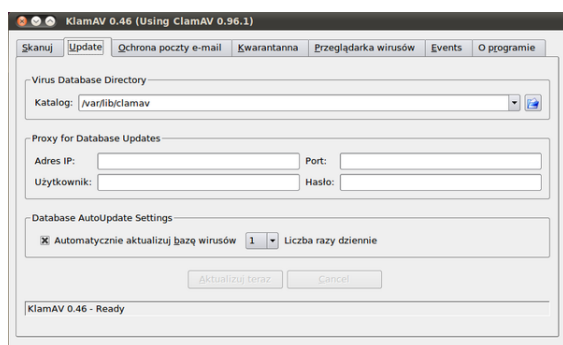 KlamAV 0.46 (Using ClamAV 0.96.1)
Skanuj Update Ochrona poczty e-mail Kwarantanna Przeglądarka wirusów Events O programie
Virus Database Directory
Katalog: /var/lib/clamav
Proxy for Database Updates
Adres IP: Port:
Użytkownik: Hasło:
Database AutoUpdate Settings
Automatycznie aktualizuj bazę wirusów 1 Liczba razy dziennie
Aktualizuj teraz Cancel
KlamAV 0.46 - Ready